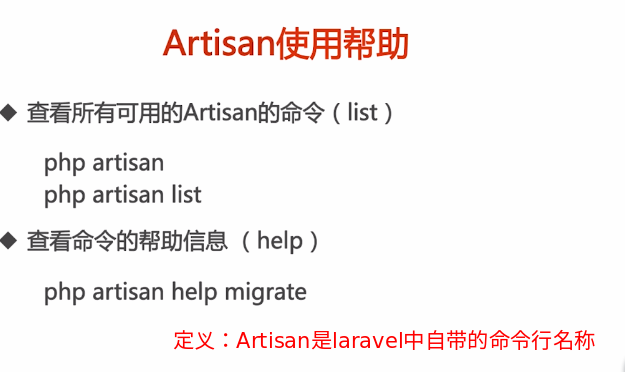 Artisan使用帮助
◆ 查看所有可用的Artisan的命令（list）
php artisan
php artisan list
◆ 查看命令的帮助信息 （help）
php artisan help migrate
定义：Artisan是laravel中自带的命令行名称